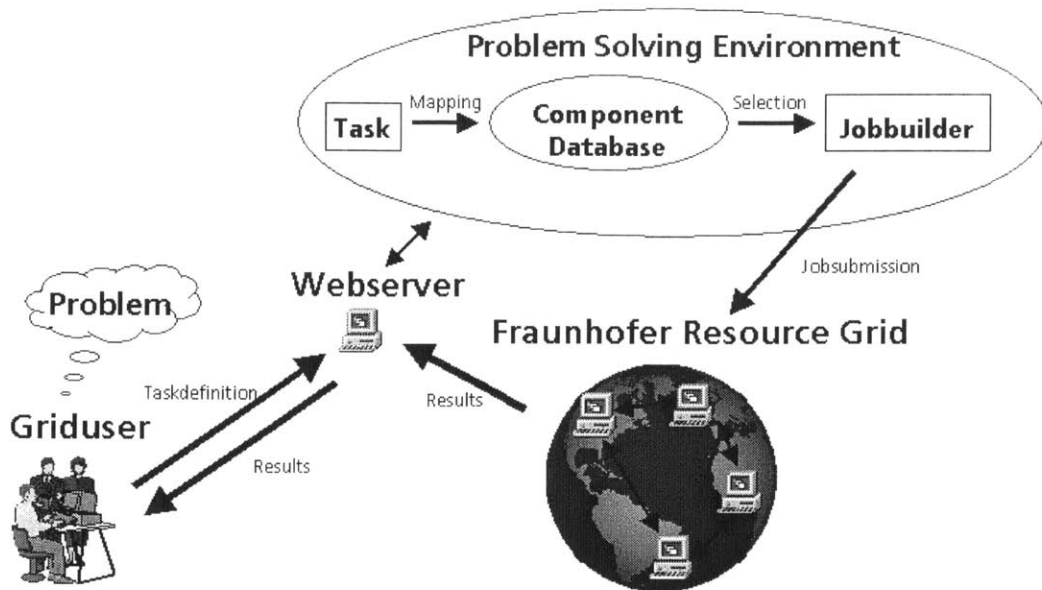 Problem Solving Environment
Mapping
Selection
Task
Component
Database
Jobbuilder
Jobsubmission
Webserver
Problem
Fraunhofer Resource Grid
Taskdefinition
Results
Griduser
Results